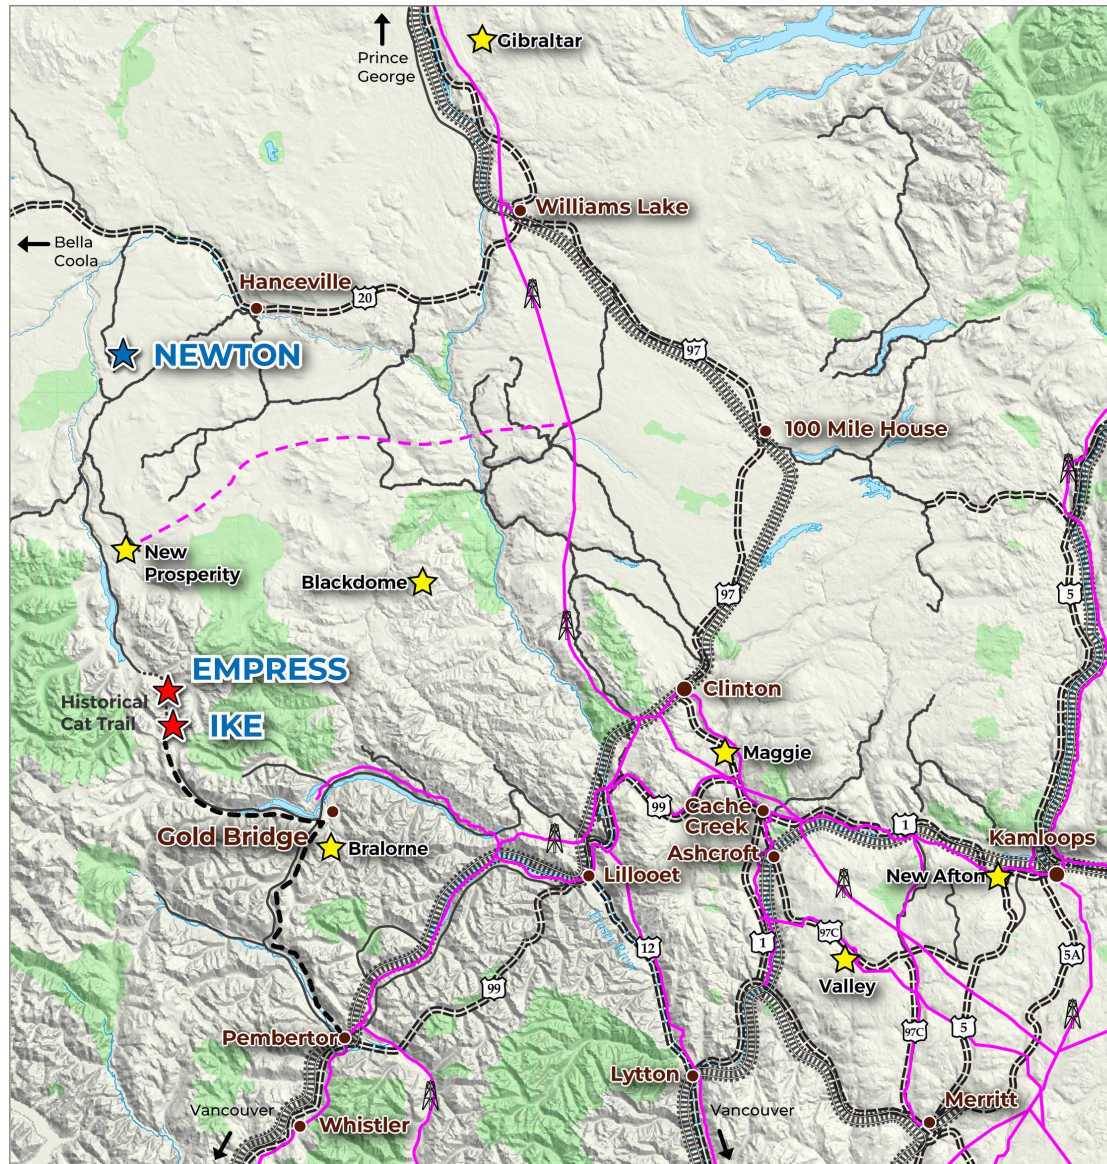 Gibraltar
Prince
George
Williams Lake
Bella
Coola
Hanceville
20
NEWTON
97
100 Mile House
New
Prosperity
Blackdome
97
5
EMPRESS
Historical
Cat Trail
IKE
Clinton
Maggie
99
Cache
Creek
1
Gold Bridge
Bralorne
Ashcroft
Kamloops
Lillooet
New Afton
Fraser River
12
1
97C
5A
Valley
99
97C
5
Pemberton
Lytton
Merritt
Vancouver
Vancouver
Whistler